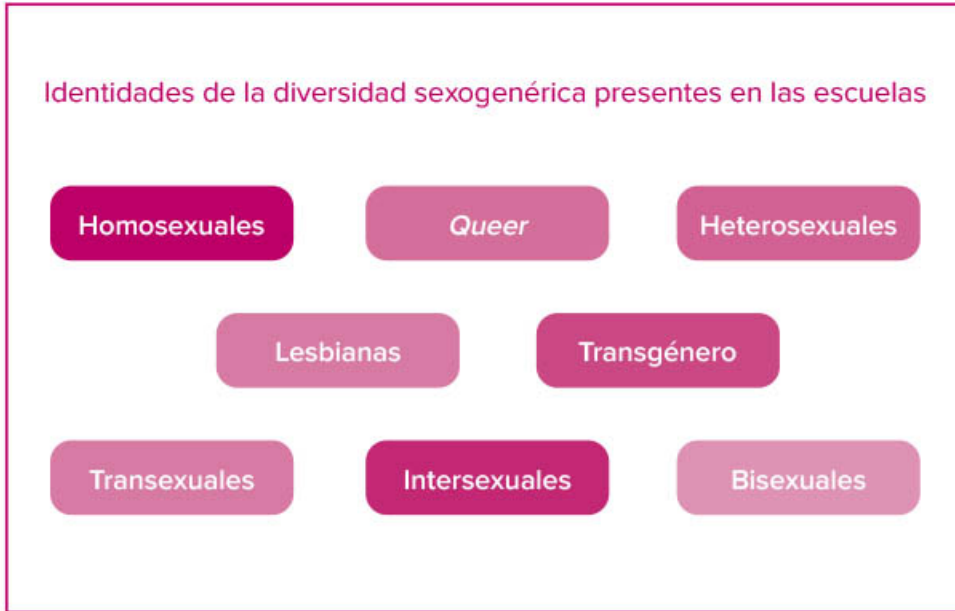 Identidades de la diversidad sexogenérica presentes en las escuelas
Homosexuales
Queer
Heterosexuales
Lesbianas
Transgénero
Transexuales
Intersexuales
Bisexuales